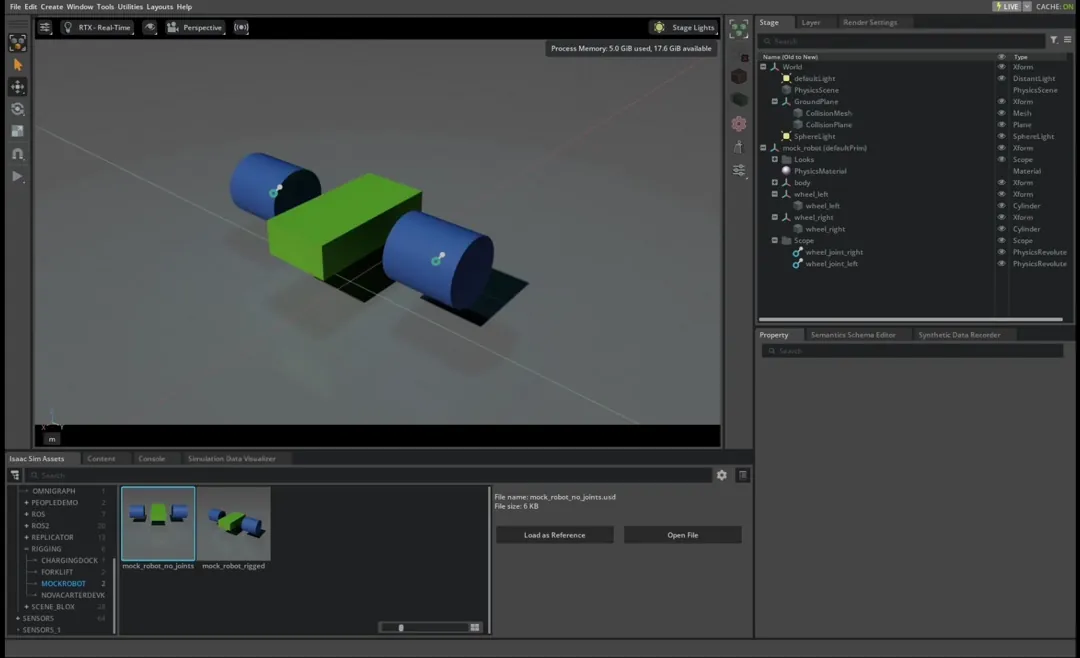 File Edit Create Window Tools Utilities Layouts Help
LIVE CACHE: ON
RTX - Real-Time
Perspective
Stage Lights
Process Memory: 5.0 GiB used, 17.6 GiB available
m
Stage Layer Render Settings
Search
Name (Old to New) Type
World Xform
defaultLight DistantLight
PhysicsScene PhysicsScene
GroundPlane Xform
CollisionMesh Mesh
CollisionPlane Plane
SphereLight SphereLight
mock_robot (defaultPrim) Xform
Looks Scope
PhysicsMaterial Material
body Xform
wheel_left Xform
wheel_left Cylinder
wheel_right Xform
wheel_right Cylinder
Scope Scope
wheel_joint_right PhysicsRevolute
wheel_joint_left PhysicsRevolute
Property Semantics Schema Editor Synthetic Data Recorder
Search
Isaac Sim Assets Content Console Simulation Data Visualizer
Search
OMNIGRAPH 1
PEOPLEDEMO 2
ROS 7
ROS2 20
REPLICATOR 13
RIGGING 6
CHARGINGDOCK 1
FORKLIFT 2
MOCKROBOT 2
NOVACARTERDEVK
SCENE_BLOX 28
SENSORS 64
SENSORS_1
mock_robot_no_joints mock_robot_rigged
File name: mock_robot_no_joints.usd
File size: 6 KB
Load as Reference Open File